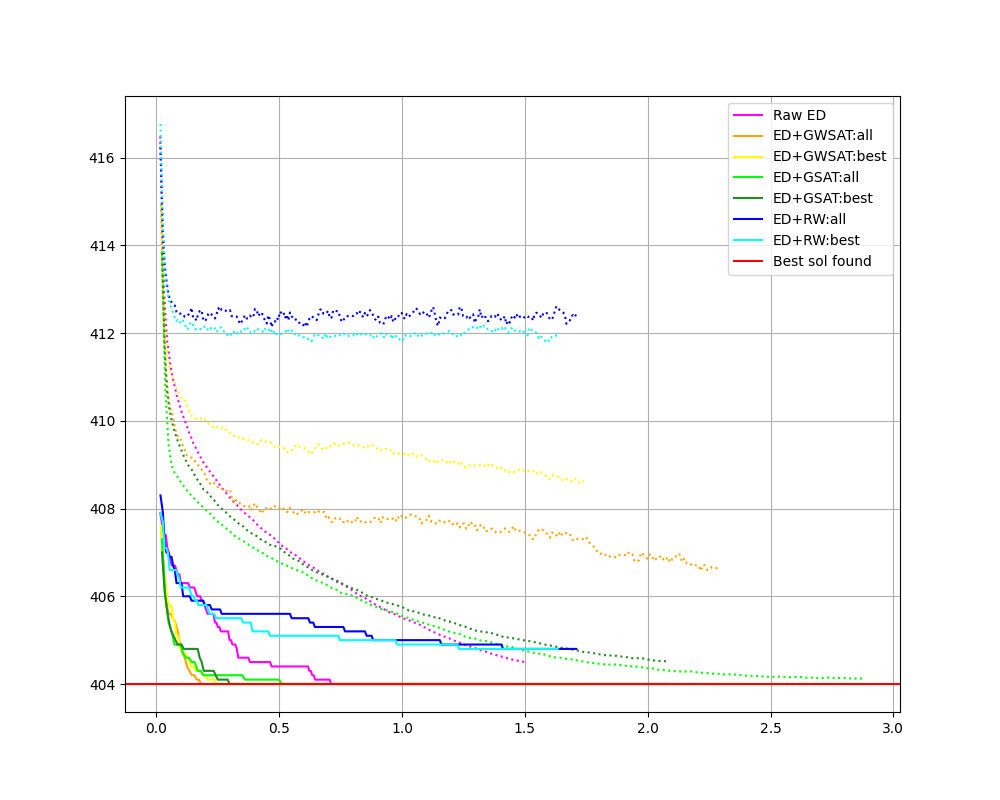 Raw ED
ED+GWSAT:all
ED+GWSAT:best
ED+GSAT:all
ED+GSAT:best
ED+RW:all
ED+RW:best
Best sol found
416
414
412
410
408
406
404
0.0 0.5 1.0 1.5 2.0 2.5 3.0